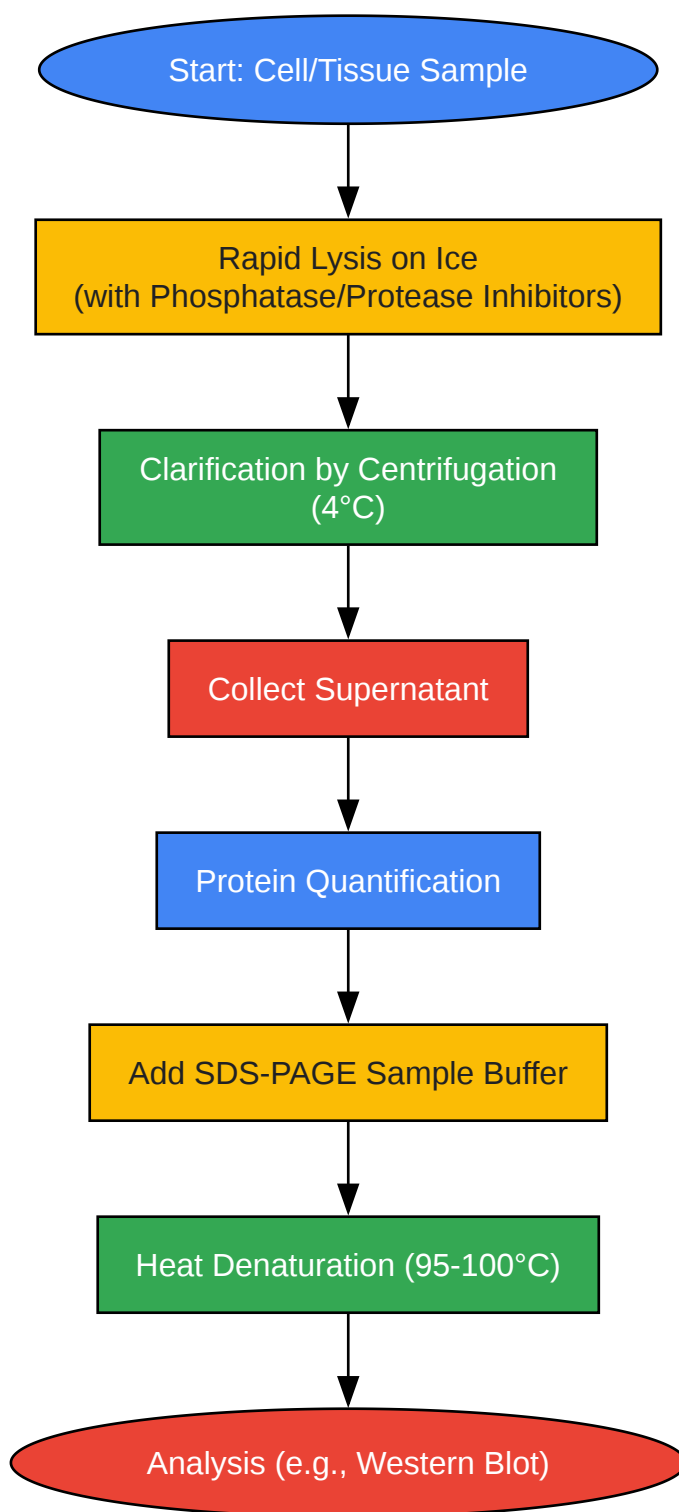 Start: Cell/Tissue Sample
Rapid Lysis on Ice
(with Phosphatase/Protease Inhibitors)
Clarification by Centrifugation
(4°C)
Collect Supernatant
Protein Quantification
Add SDS-PAGE Sample Buffer
Heat Denaturation (95-100°C)
Analysis (e.g., Western Blot)